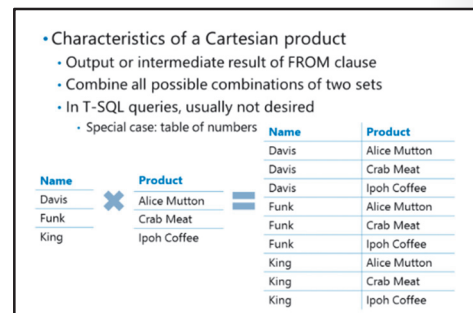 • Characteristics of a Cartesian product
• Output or intermediate result of FROM clause
• Combine all possible combinations of two sets
• In T-SQL queries, usually not desired
• Special case: table of numbers
Name
Davis
Funk
King
Product
Alice Mutton
Crab Meat
Ipoh Coffee
Name Product
Davis Alice Mutton
Davis Crab Meat
Davis Ipoh Coffee
Funk Alice Mutton
Funk Crab Meat
Funk Ipoh Coffee
King Alice Mutton
King Crab Meat
King Ipoh Coffee